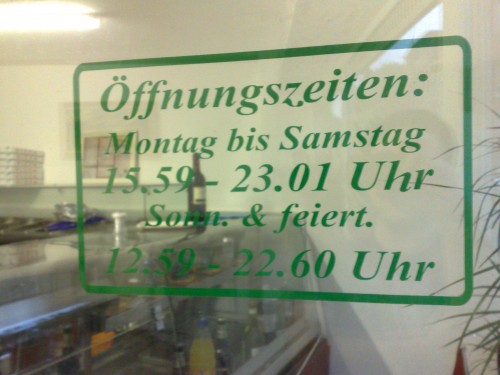 Öffnungszeiten:
Montag bis Samstag
15.59 - 23.01 Uhr
Sonn. & feiert.
12.59 - 22.60 Uhr